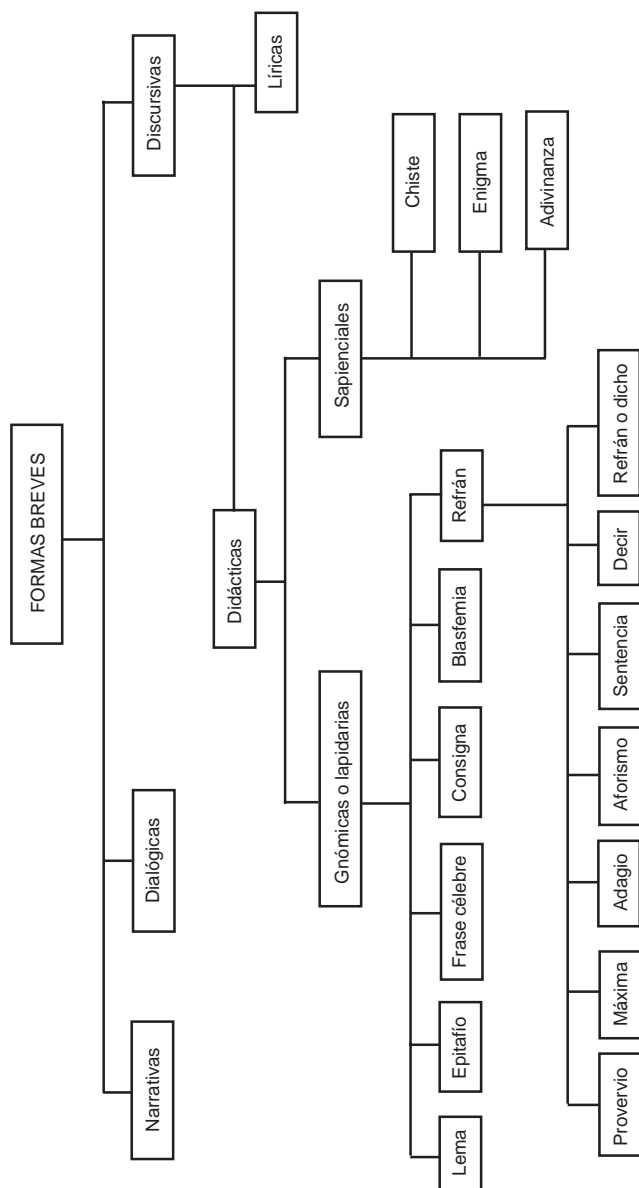 FORMAS BREVES
Narrativas
Dialógicas
Discursivas
Didácticas
Líricas
Gnómicas o lapidarias
Sapienciales
Chiste
Enigma
Adivinanza
Lema
Epitafío
Frase célebre
Consigna
Blasfemia
Refrán
Provervio
Máxima
Adagio
Aforismo
Sentencia
Decir
Refrán o dicho